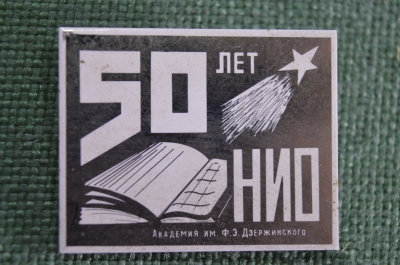 50 ЛЕТ
НИО
АКАДЕМИЯ ИМ. Ф.Э. ДЗЕРЖИНСКОГО